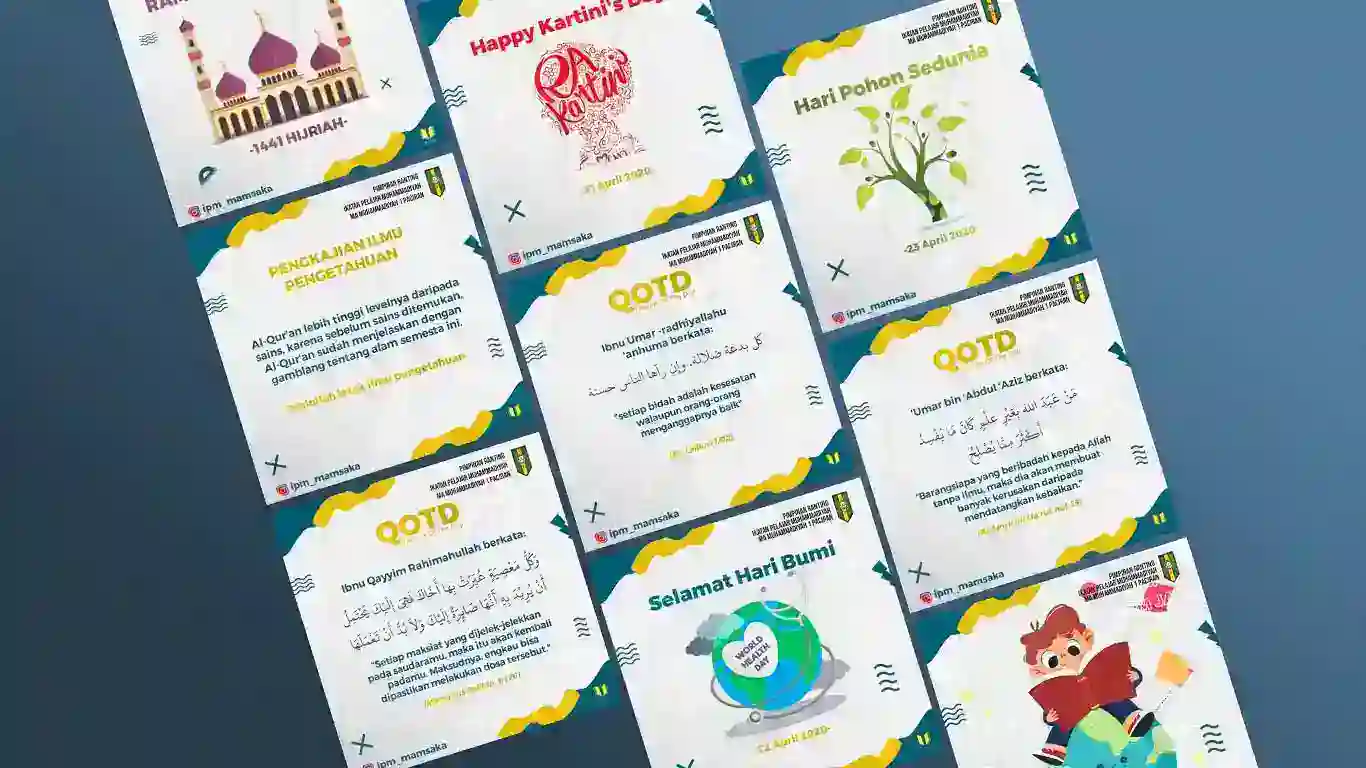 -1441 HIJRIAH-
ipm_mamsaka
PIMPINAN RANTING
IKATAN PELAJAR MUHAMMADIYAH
MA MUHAMMADIYAH 1 PACIRAN
PENGKAJIAN ILMU
PENGETAHUAN
Al-Qur'an lebih tinggi levelnya daripada
sains, karena sebelum sains ditemukan,
Al-Qur'an sudah menjelaskan dengan
gamblang tentang alam semesta ini.
ilmu pengetahuan
ipm_mamsaka
PIMPINAN RANTING
IKATAN PELAJAR MUHAMMADIYAH
MA MUHAMMADIYAH 1 PACIRAN
QOTD
Ibnu Qayyim Rahimahullah berkata:
وَكُلُّ مَعْصِيَةٍ عُيِّرَتْ بِهَا أَخَاكَ فَهِيَ إِلَيْكَ يَحْتَمِلُ
أَنْ يُرِيْدَ بِهِ أَنَّهَا صَائِرَةٌ إِلَيْكَ وَلاَ بُدَّ أَنْ تَعْمَلَهَا
"Setiap maksiat yang dijelek-jelekkan
pada saudaramu, maka itu akan kembali
padamu. Maksudnya, engkau bisa
dipastikan melakukan dosa tersebut."
ipm_mamsaka
Happy Kartini's Day
RA
Kartini
21 April 2020-
ipm_mamsaka
PIMPINAN RANTING
IKATAN PELAJAR MUHAMMADIYAH
MA MUHAMMADIYAH 1 PACIRAN
QOTD
Ibnu Umar -radhiyallahu
'anhuma berkata:
كل بدعة ضلالة..وإن رآها الناس حسنة
"setiap bidah adalah kesesatan
walaupun orang-orang
menganggapnya baik"
ipm_mamsaka
PIMPINAN RANTING
IKATAN PELAJAR MUHAMMADIYAH
MA MUHAMMADIYAH 1 PACIRAN
Selamat Hari Bumi
WORLD
HEALTH
DAY
22 April 2020-
PIMPINAN RANTING
IKATAN PELAJAR MUHAMMADIYAH
MA MUHAMMADIYAH 1 PACIRAN
Hari Pohon Sedunia
-23 April 2020
ipm_mamsaka
PIMPINAN RANTING
IKATAN PELAJAR MUHAMMADIYAH
MA MUHAMMADIYAH 1 PACIRAN
QOTD
'Umar bin 'Abdul 'Aziz berkata:
مَنْ عَبَدَ اللهَ بِغَيْرِ عِلْمٍ كَانَ مَا يُفْسِدُ
أَكْثَرَ مِمَّا يُصْلِحُ
"Barangsiapa yang beribadah kepada Allah
tanpa ilmu, maka dia akan membuat
banyak kerusakan daripada
mendatangkan kebaikan."
ipm_mamsaka
PELAJAR MUHAMMADIYAH
MA MUHAMMADIYAH 1 PACIRAN